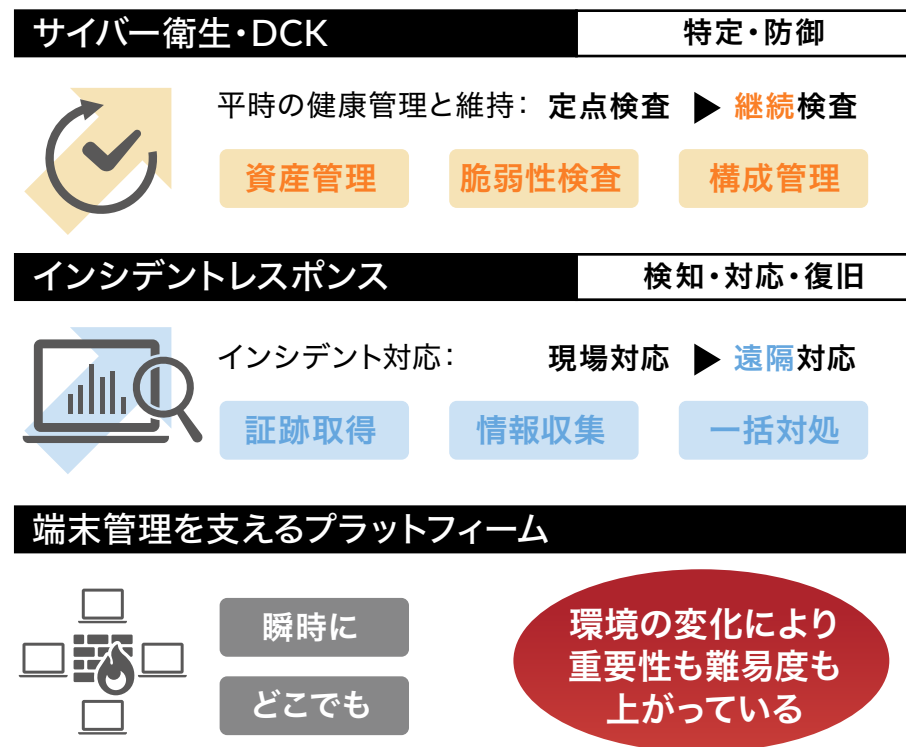 サイバー衛生・DCK 特定・防御
平時の健康管理と維持： 定点検査 ▶ 継続検査
資産管理 脆弱性検査 構成管理
インシデントレスポンス 検知・対応・復旧
インシデント対応： 現場対応 ▶ 遠隔対応
証跡取得 情報収集 一括対処
端末管理を支えるプラットフィーム
瞬時に
どこでも
環境の変化により
重要性も難易度も
上がっている